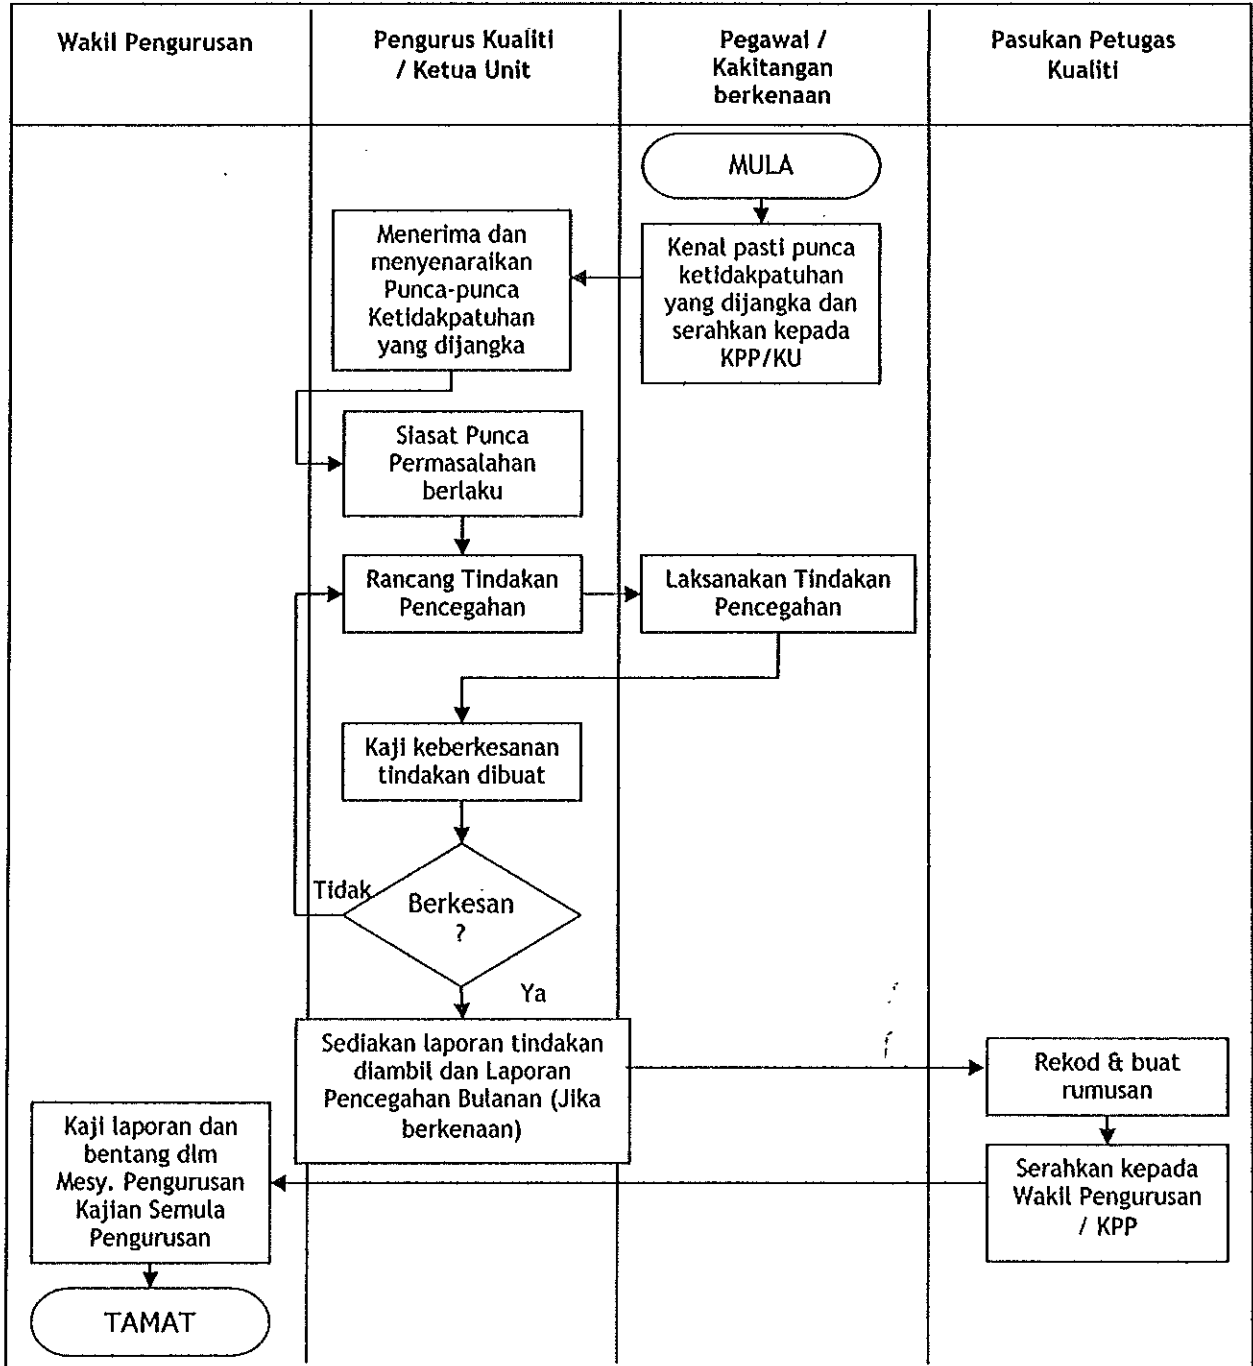 Wakil Pengurusan
Pengurus Kualiti
/ Ketua Unit
Pegawai /
Kakitangan
berkenaan
Pasukan Petugas
Kualiti
MULA
Kenal pasti punca
ketidakpatuhan
yang dijangka dan
serahkan kepada
KPP/KU
Menerima dan
menyenaraikan
Punca-punca
Ketidakpatuhan
yang dijangka
Siasat Punca
Permasalahan
berlaku
Rancang Tindakan
Pencegahan
Laksanakan Tindakan
Pencegahan
Kaji keberkesanan
tindakan dibuat
Berkesan
?
Tidak
Ya
Sediakan laporan tindakan
diambil dan Laporan
Pencegahan Bulanan (Jika
berkenaan)
Rekod & buat
rumusan
Serahkan kepada
Wakil Pengurusan
/ KPP
Kaji laporan dan
bentang dlm
Mesy. Pengurusan
Kajian Semula
Pengurusan
TAMAT